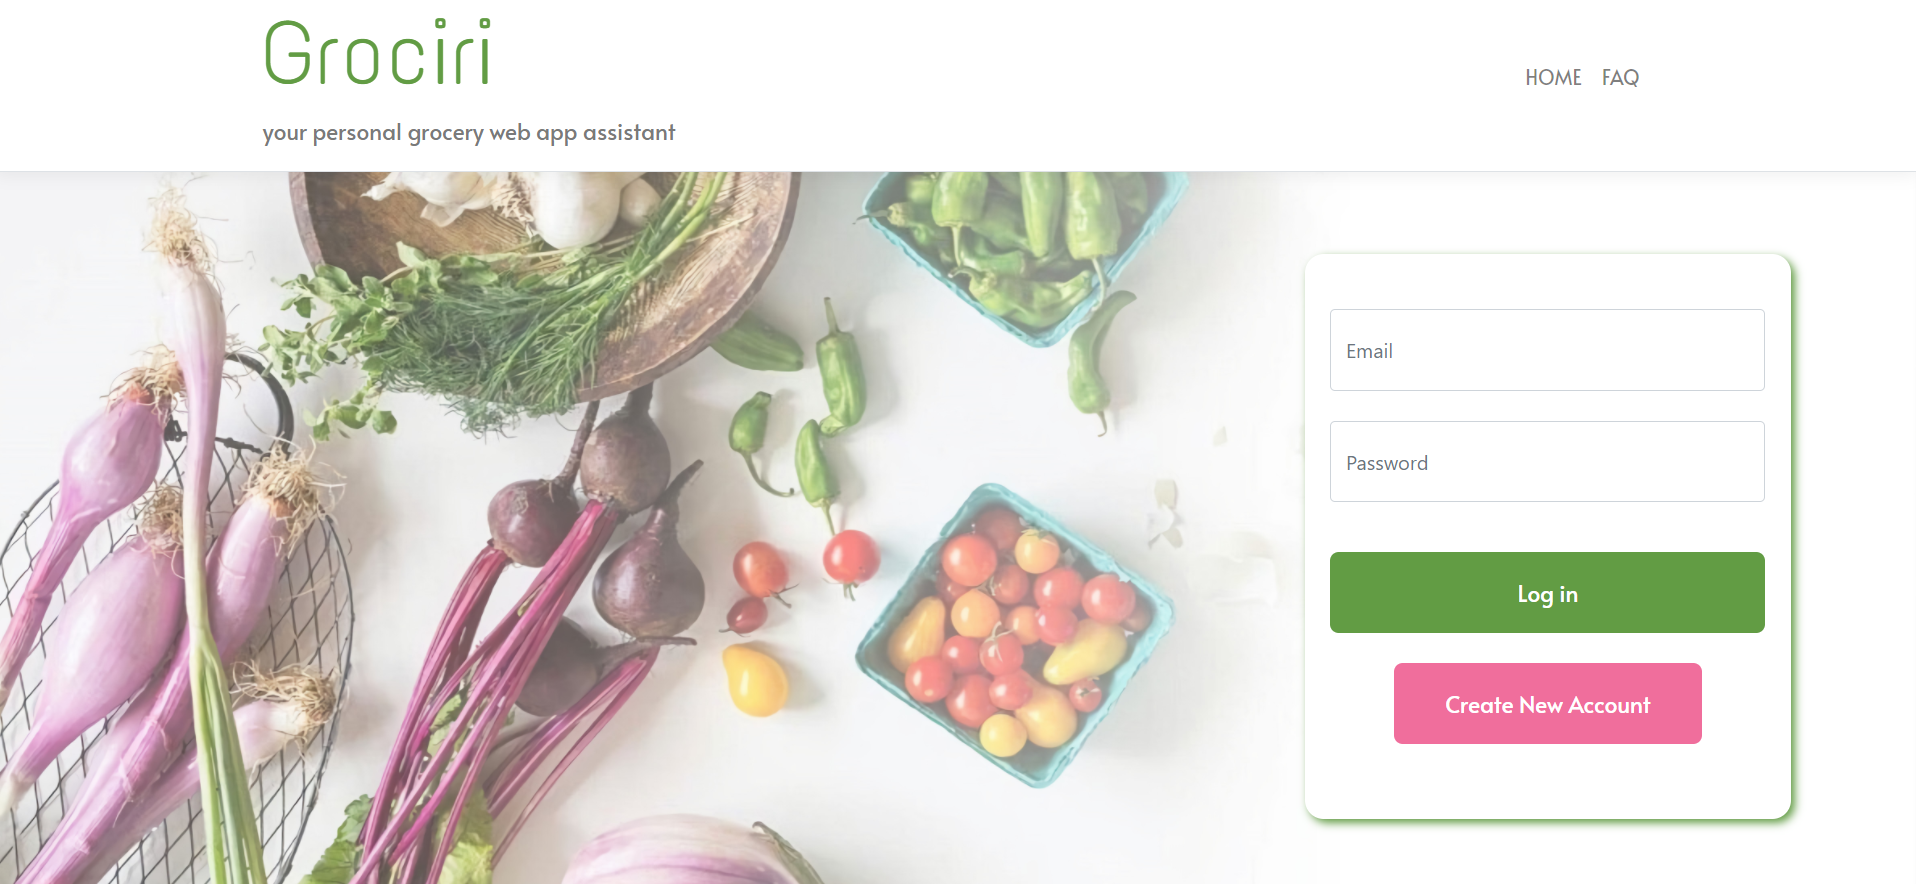 Grociri
HOME FAQ
your personal grocery web app assistant
Email
Password
Log in
Create New Account